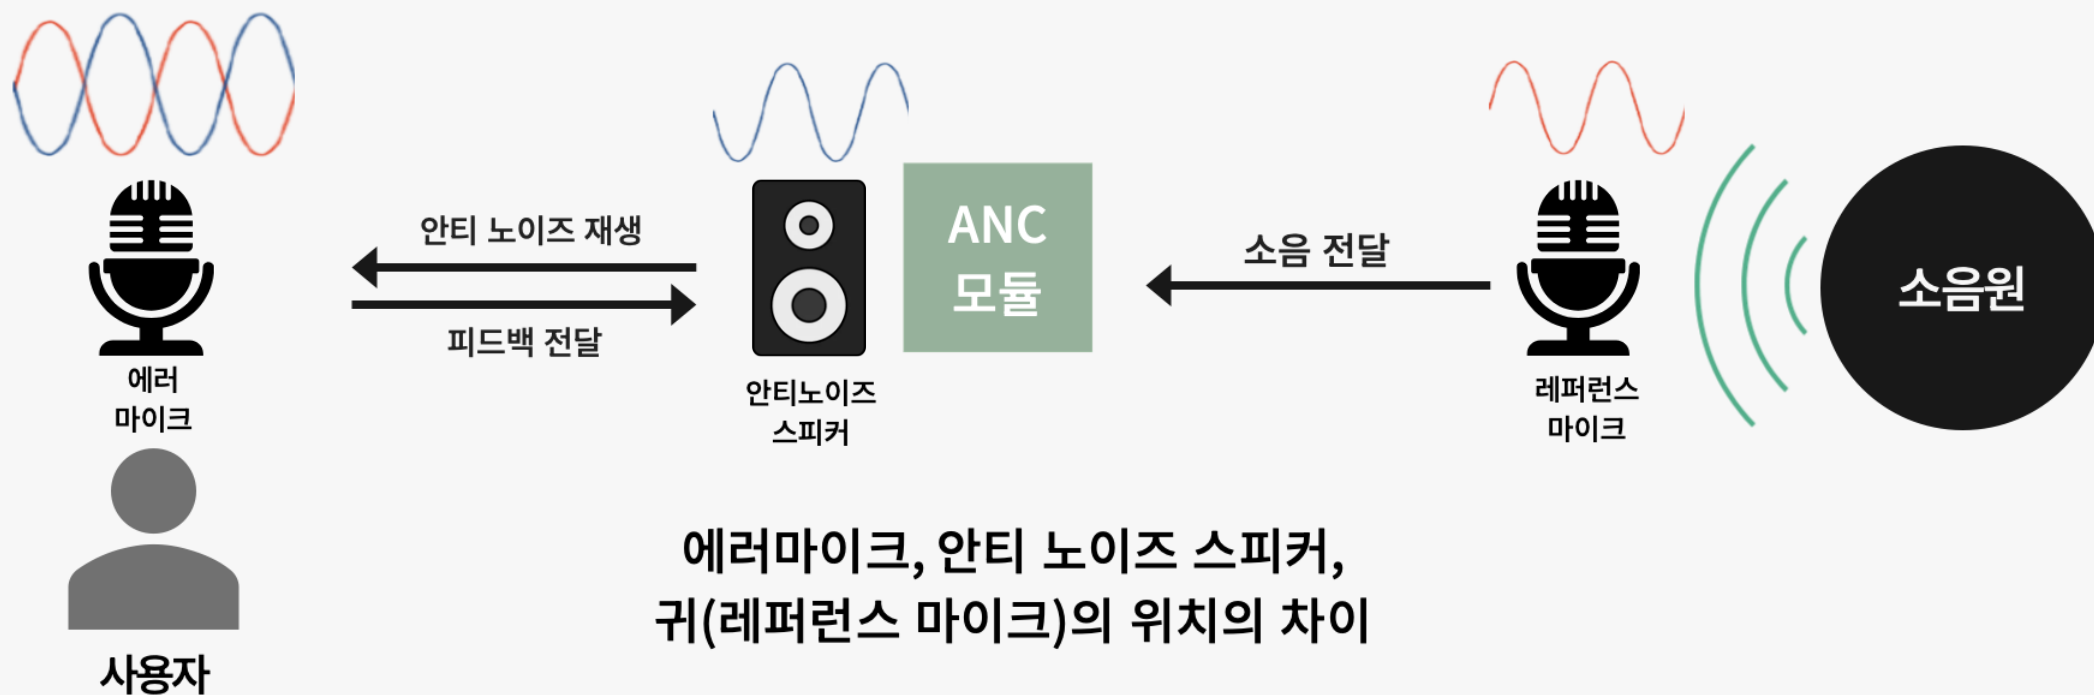 안티 노이즈 재생
피드백 전달
에러
마이크
사용자
ANC
모듈
안티노이즈
스피커
소음 전달
레퍼런스
마이크
소음원
에러마이크, 안티 노이즈 스피커,
귀(레퍼런스 마이크)의 위치의 차이